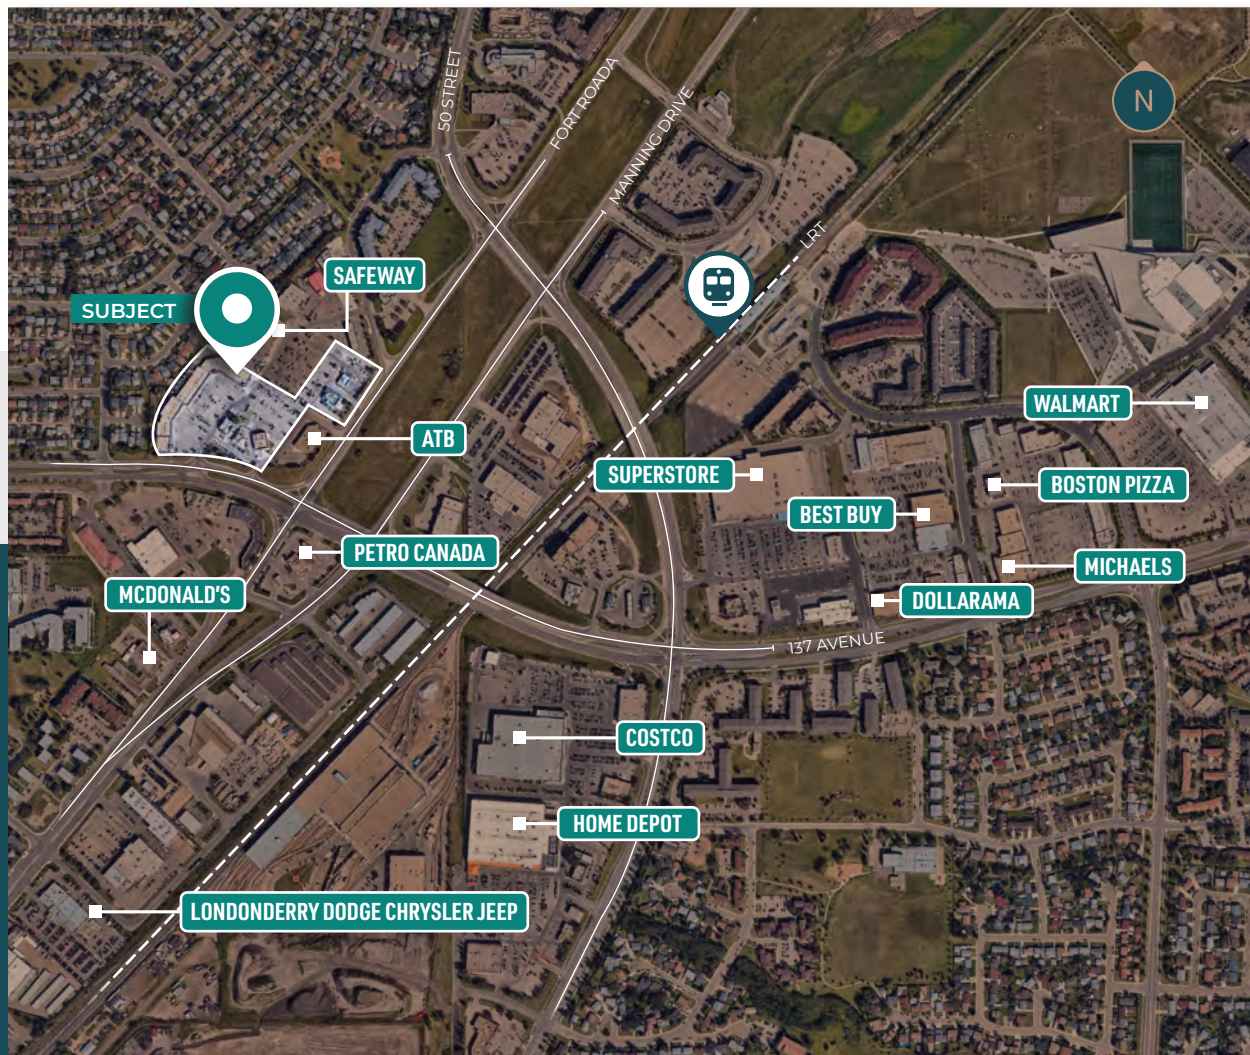 50 STREET
FORT ROADA
MANNING DRIVE
N
LRT
SAFEWAY
SUBJECT
WALMART
ATB
SUPERSTORE
BOSTON PIZZA
BEST BUY
PETRO CANADA
MICHAELS
MCDONALD'S
DOLLARAMA
137 AVENUE
COSTCO
HOME DEPOT
LONDONDERRY DODGE CHRYSLER JEEP